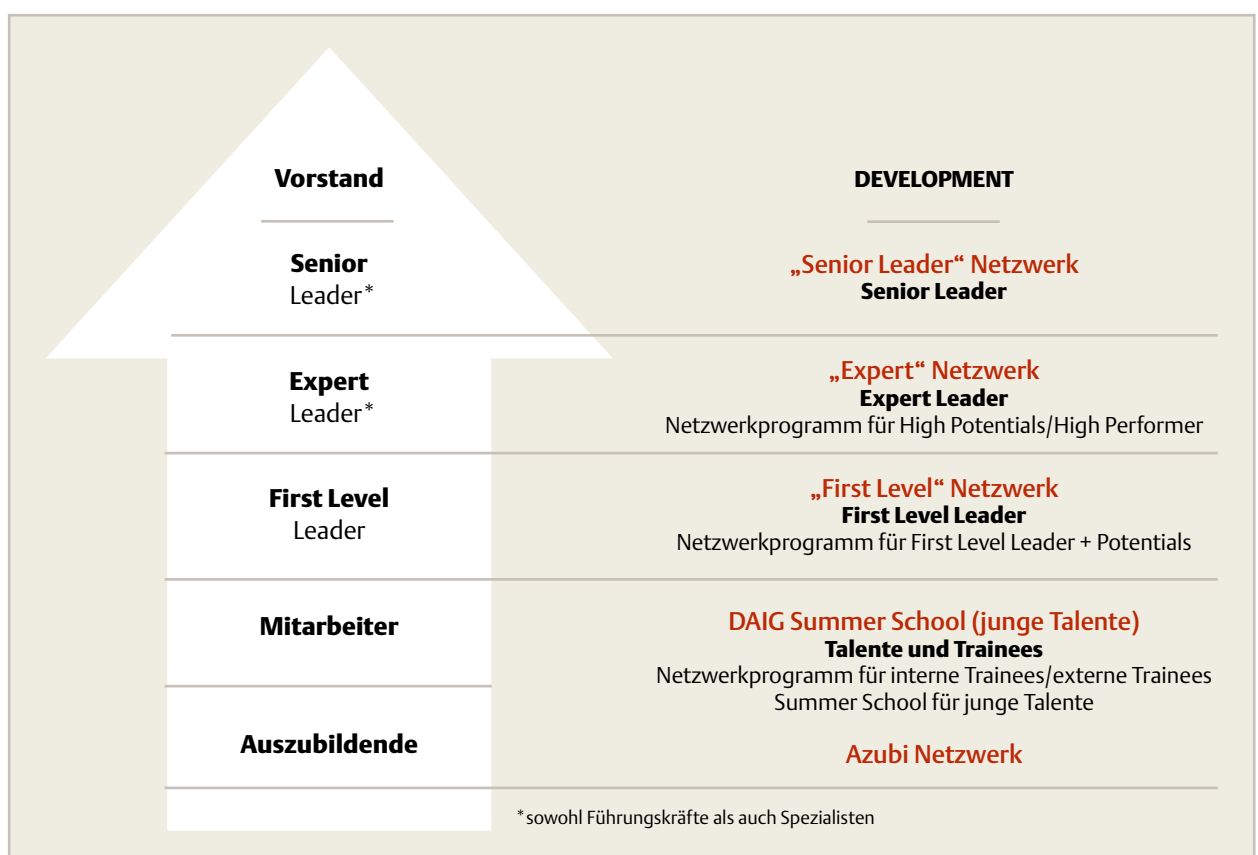 Vorstand
DEVELOPMENT
Senior
Leader*
„Senior Leader“ Netzwerk
Senior Leader
Expert
Leader*
„Expert“ Netzwerk
Expert Leader
Netzwerkprogramm für High Potentials/High Performer
First Level
Leader
„First Level“ Netzwerk
First Level Leader
Netzwerkprogramm für First Level Leader + Potentials
Mitarbeiter
DAIG Summer School (junge Talente)
Talente und Trainees
Netzwerkprogramm für interne Trainees/externe Trainees
Summer School für junge Talente
Auszubildende
Azubi Netzwerk
*sowohl Führungskräfte als auch Spezialisten